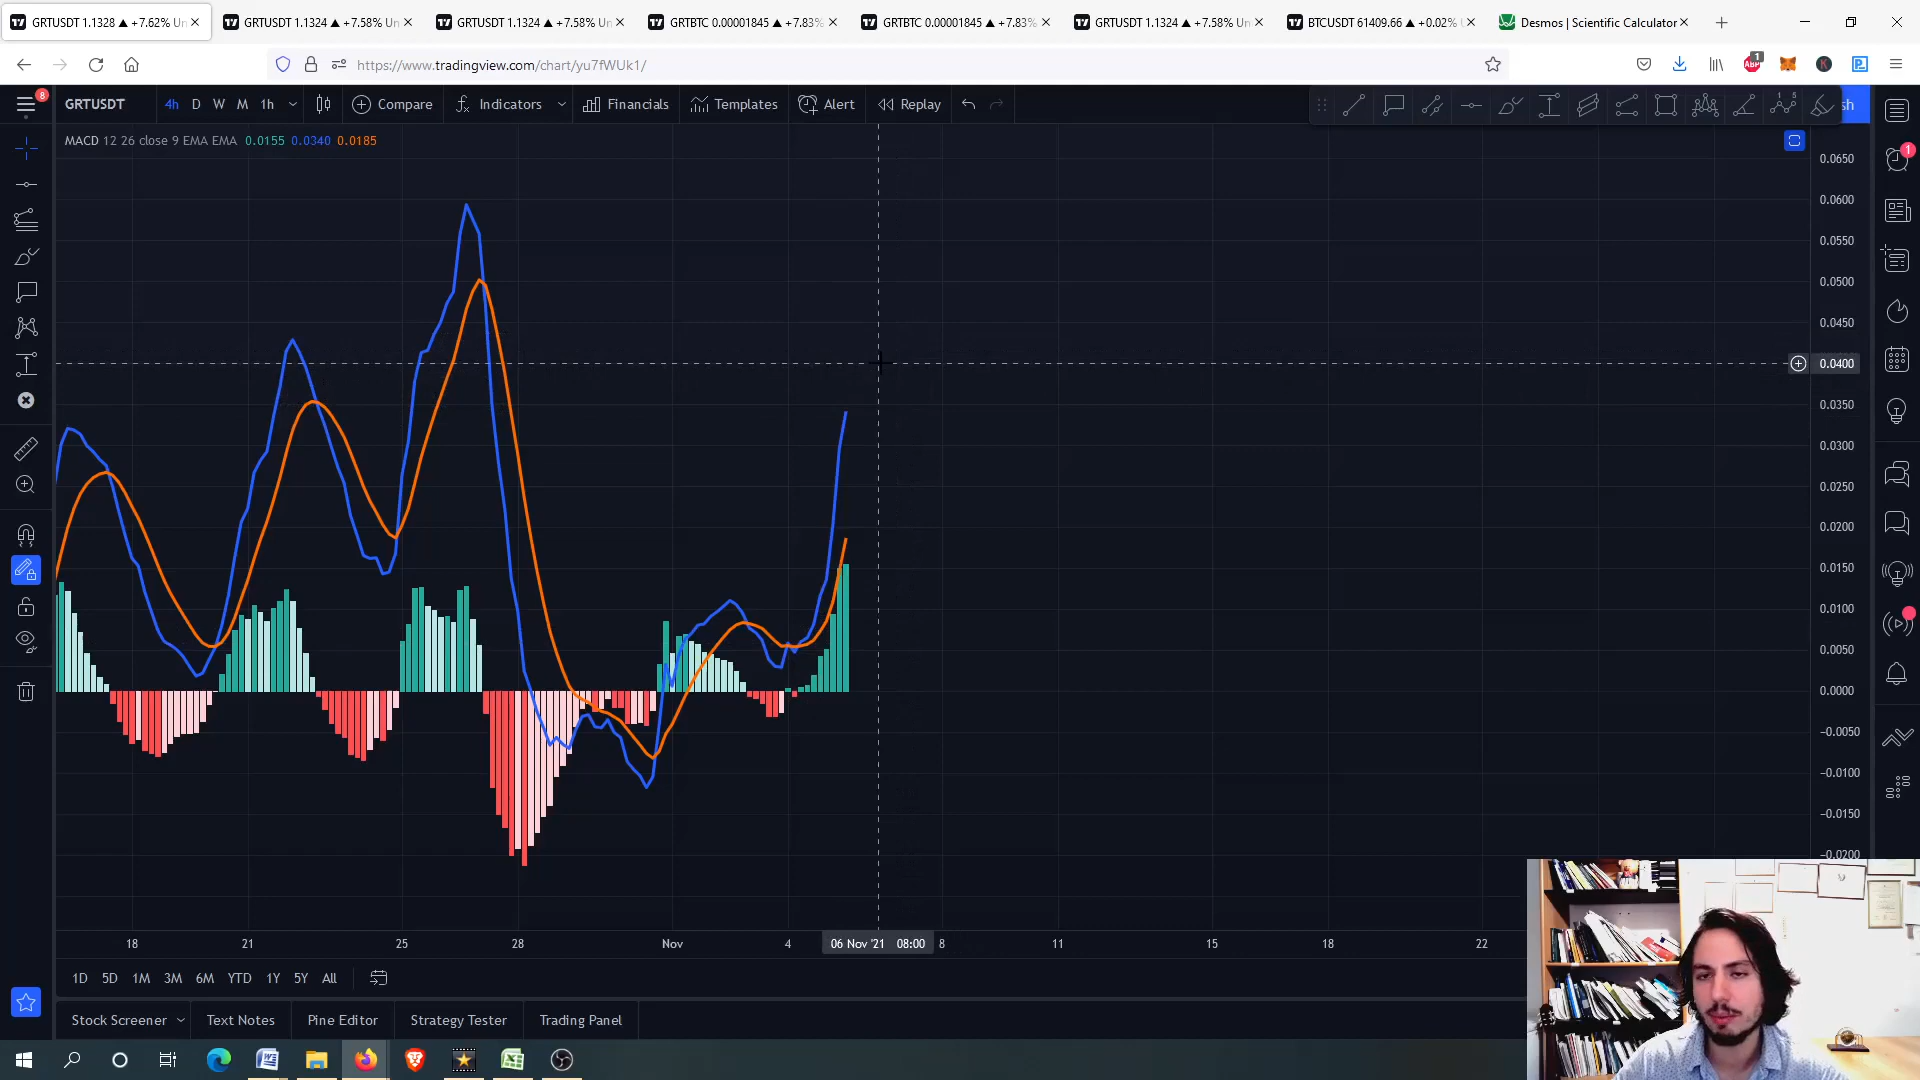 GRTUSDT 1.1328 ▲ +7.62% Un
GRTUSDT 1.1324 ▲ +7.58% Un
GRTUSDT 1.1324 ▲ +7.58% Un
GRTBTC 0.00001845 ▲ +7.83%
GRTBTC 0.00001845 ▲ +7.83%
GRTUSDT 1.1324 ▲ +7.58% Un
BTCUSDT 61409.66 ▲ +0.02%
Desmos | Scientific Calculator
https://www.tradingview.com/chart/yu7fWUk1/
1
ABP
K
P
8
GRTUSDT
4h D W M 1h
Compare
Indicators
Financials
Templates
Alert
Replay
sh
MACD 12 26 close 9 EMA EMA 0.0155 0.0340 0.0185
1
0.0650
0.0600
0.0550
0.0500
0.0450
0.0400
0.0350
0.0300
0.0250
0.0200
0.0150
0.0100
0.0050
0.0000
−0.0050
−0.0100
−0.0150
−0.0200
18 21 25 28 Nov 4 06 Nov '21 08:00 8 11 15 18 22
1D 5D 1M 3M 6M YTD 1Y 5Y All
Stock Screener
Text Notes
Pine Editor
Strategy Tester
Trading Panel